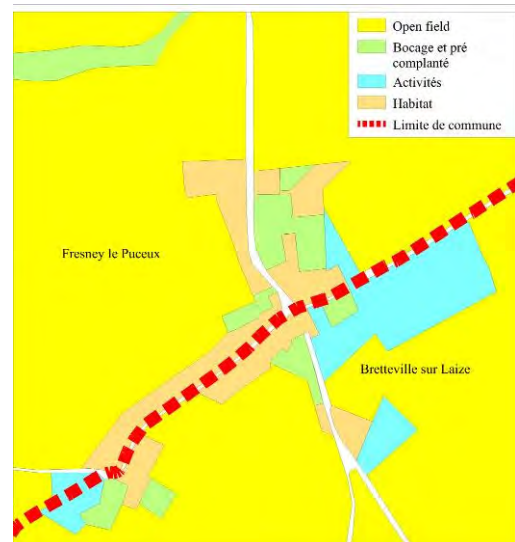 Open field
Bocage et pré
complanté
Activités
Habitat
Limite de commune
Fresney le Puceux
Bretteville sur Laize